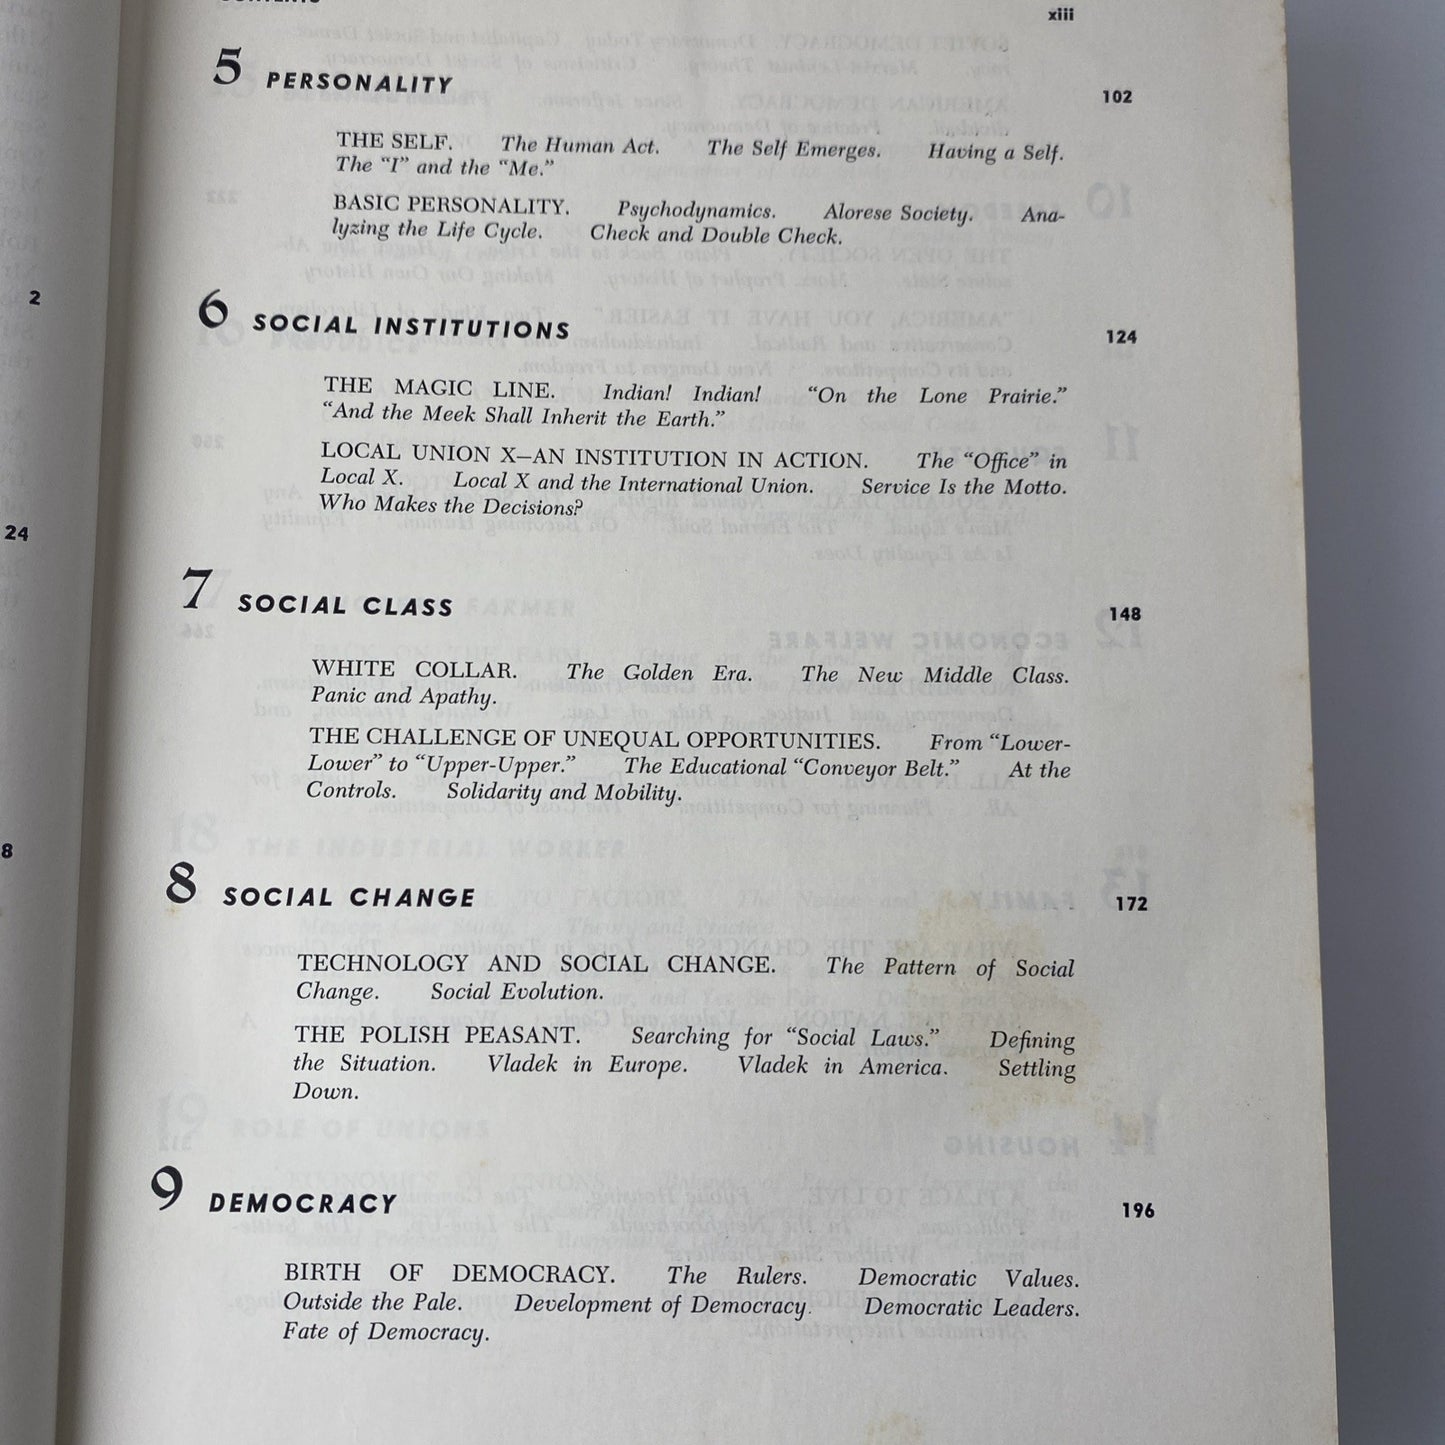 CONTENTS
xiii
5 PERSONALITY 102
THE SELF. The Human Act. The Self Emerges. Having a Self.
The "I" and the "Me."
BASIC PERSONALITY. Psychodynamics. Alorese Society. Ana-
lyzing the Life Cycle. Check and Double Check.
6 SOCIAL INSTITUTIONS 124
THE MAGIC LINE. Indian! Indian! "On the Lone Prairie."
"And the Meek Shall Inherit the Earth."
LOCAL UNION X—AN INSTITUTION IN ACTION. The "Office" in
Local X. Local X and the International Union. Service Is the Motto.
Who Makes the Decisions?
7 SOCIAL CLASS 148
WHITE COLLAR. The Golden Era. The New Middle Class.
Panic and Apathy.
THE CHALLENGE OF UNEQUAL OPPORTUNITIES. From "Lower-
Lower" to "Upper-Upper." The Educational "Conveyor Belt." At the
Controls. Solidarity and Mobility.
8 SOCIAL CHANGE 172
TECHNOLOGY AND SOCIAL CHANGE. The Pattern of Social
Change. Social Evolution.
THE POLISH PEASANT. Searching for "Social Laws." Defining
the Situation. Vladek in Europe. Vladek in America. Settling
Down.
9 DEMOCRACY 196
BIRTH OF DEMOCRACY. The Rulers. Democratic Values.
Outside the Pale. Development of Democracy. Democratic Leaders.
Fate of Democracy.
2
24
8